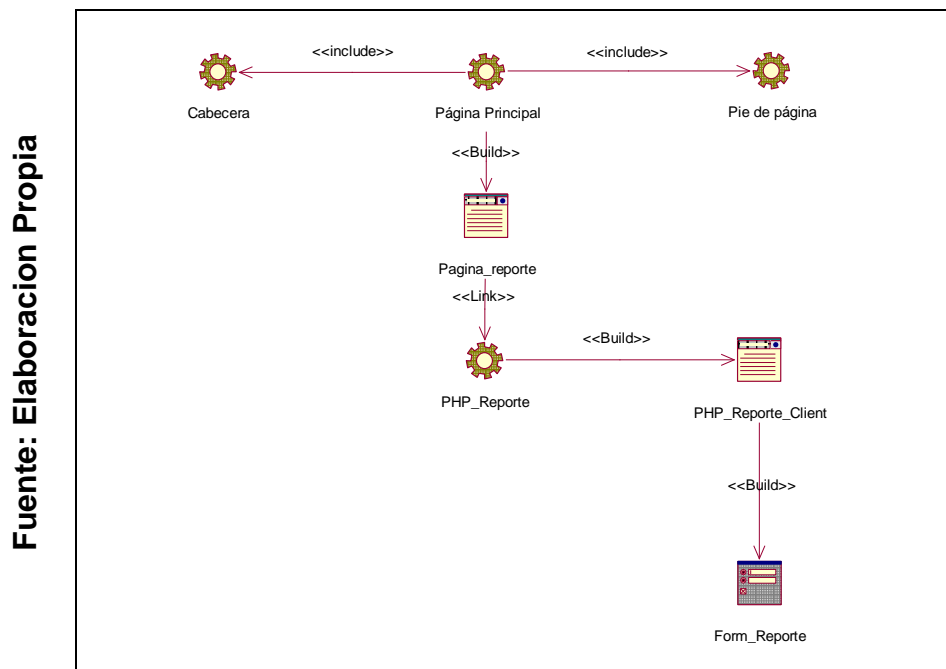 Fuente: Elaboracion Propia
<<include>>
<<include>>
Cabecera
Página Principal
Pie de página
<<Build>>
Pagina_reporte
<<Link>>
<<Build>>
PHP_Reporte
PHP_Reporte_Client
<<Build>>
Form_Reporte